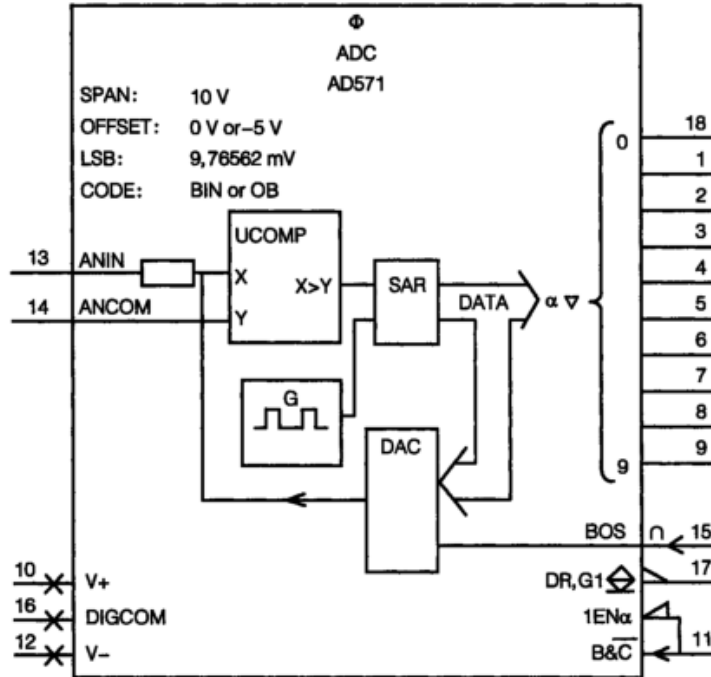 Φ
ADC
AD571
SPAN: 10 V
OFFSET: 0 V or−5 V
LSB: 9,76562 mV
CODE: BIN or OB
0 18
1
2
UCOMP
3
13 ANIN X X>Y SAR 4
DATA α ▽
14 ANCOM Y 5
6
G 7
8
DAC 9 9
BOS ∩ 15
10 V+ DR,G1 17
16 DIGCOM 1ENα
12 V− B&C̅ 11